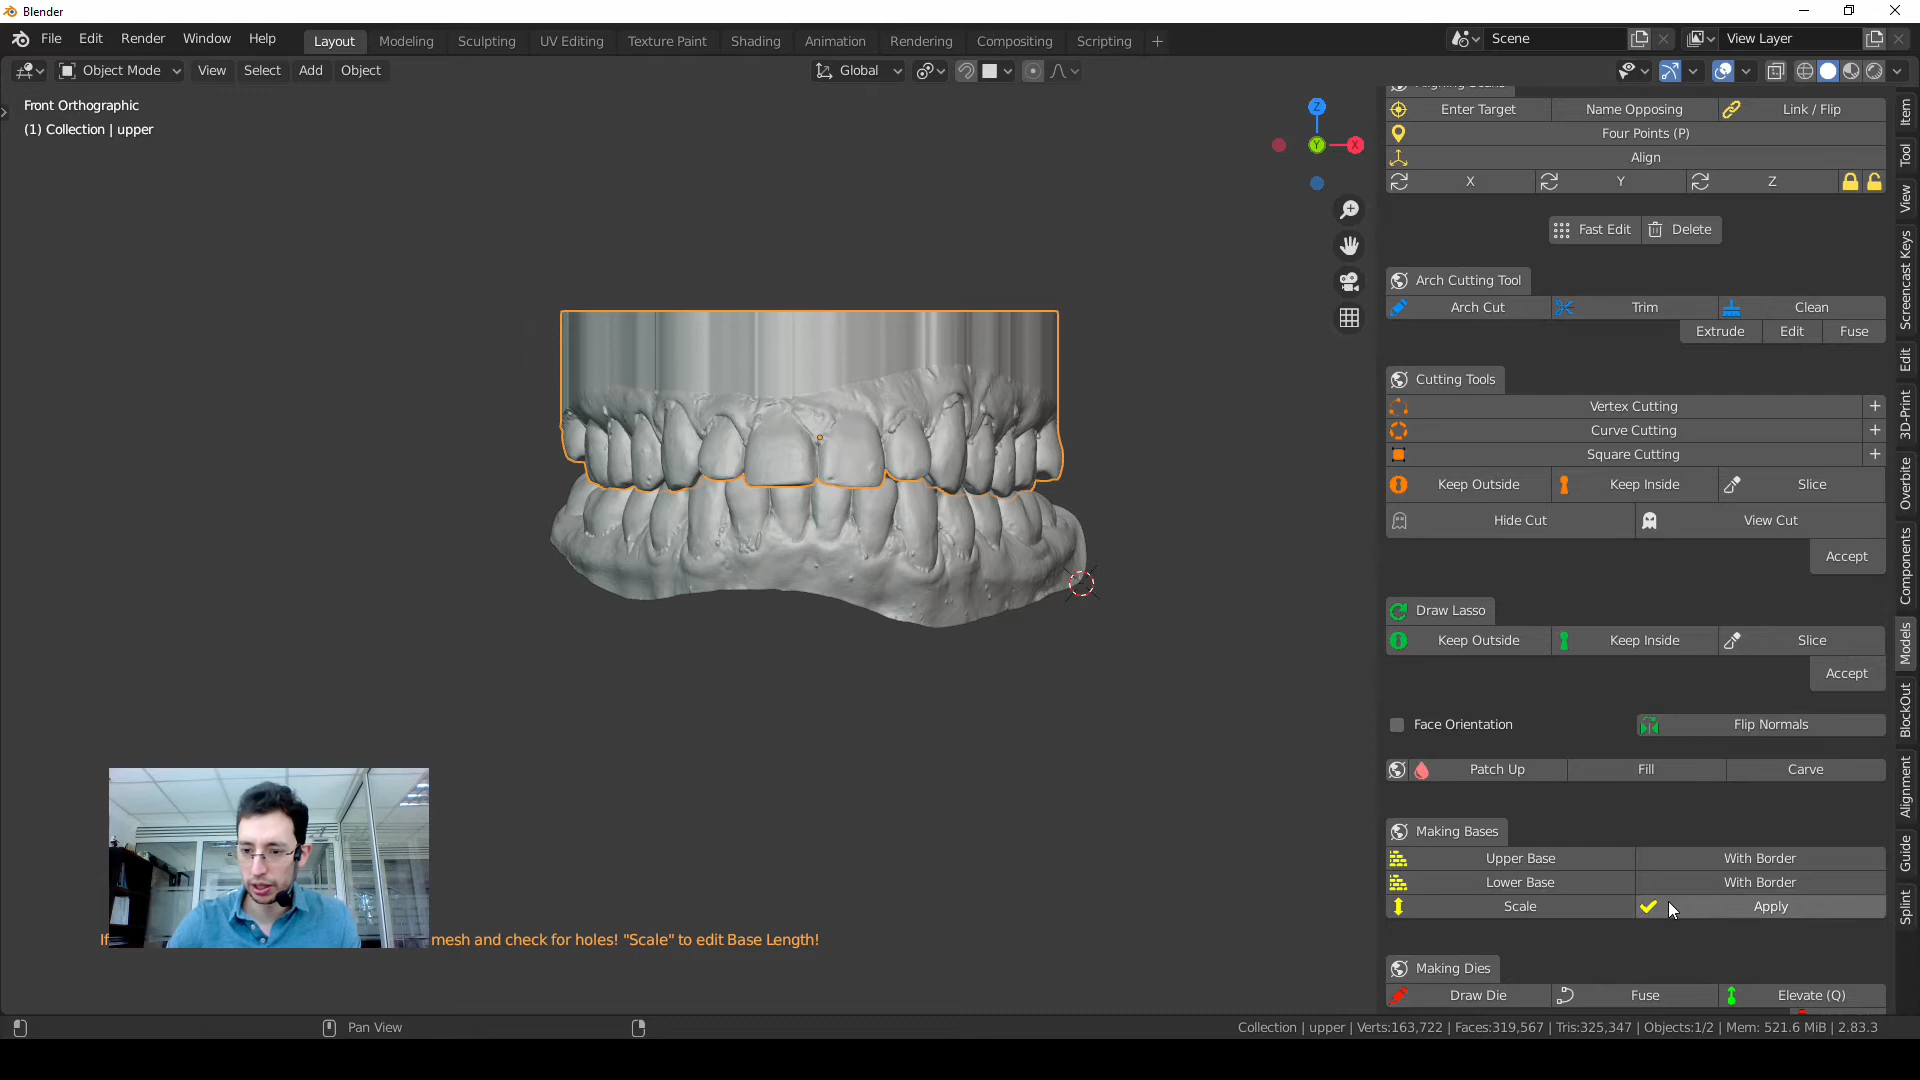 Blender
File Edit Render Window Help Layout Modeling Sculpting UV Editing Texture Paint Shading Animation Rendering Compositing Scripting + Scene View Layer
Object Mode View Select Add Object Global
Front Orthographic
(1) Collection | upper
Z
Y
X
Enter Target Name Opposing Link / Flip
Four Points (P)
Align
X Y Z
Fast Edit Delete
Arch Cutting Tool
Arch Cut Trim Clean
Extrude Edit Fuse
Cutting Tools
Vertex Cutting +
Curve Cutting +
Square Cutting +
Keep Outside Keep Inside Slice
Hide Cut View Cut
Accept
Draw Lasso
Keep Outside Keep Inside Slice
Accept
Face Orientation Flip Normals
Patch Up Fill Carve
Making Bases
Upper Base With Border
Lower Base With Border
Scale Apply
Making Dies
Draw Die Fuse Elevate (Q)
Item
Tool
View
Screencast Keys
Edit
3D-Print
Overbite
Components
Models
BlockOut
Alignment
Guide
Splint
If mesh and check for holes! "Scale" to edit Base Length!
Pan View
Collection | upper | Verts:163,722 | Faces:319,567 | Tris:325,347 | Objects:1/2 | Mem: 521.6 MiB | 2.83.3